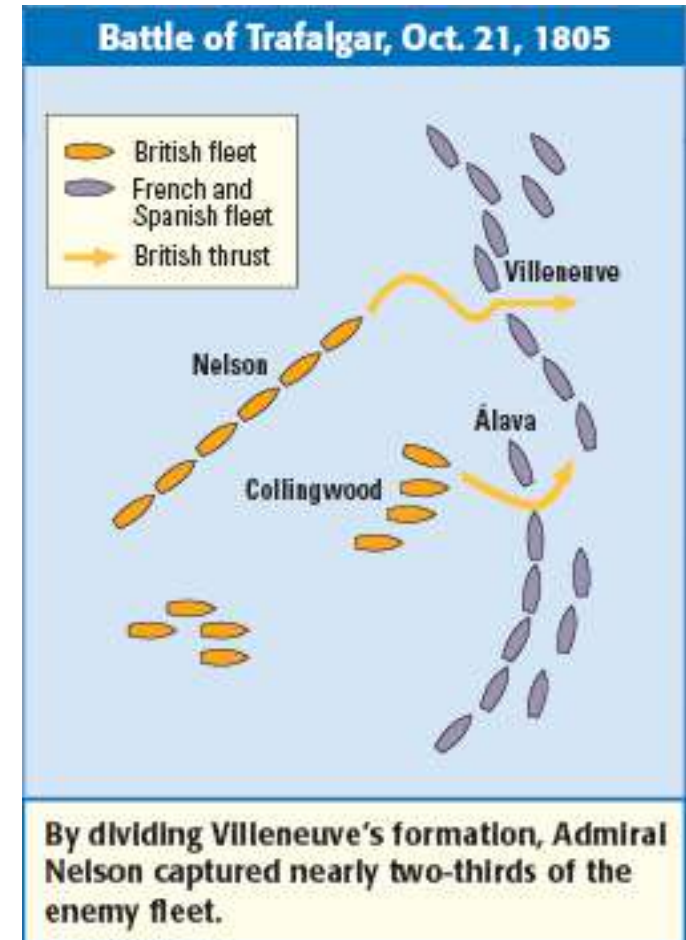 Battle of Trafalgar, Oct. 21, 1805
British fleet
French and
Spanish fleet
British thrust
Villeneuve
Nelson
Álava
Collingwood
By dividing Villeneuve's formation, Admiral
Nelson captured nearly two-thirds of the
enemy fleet.